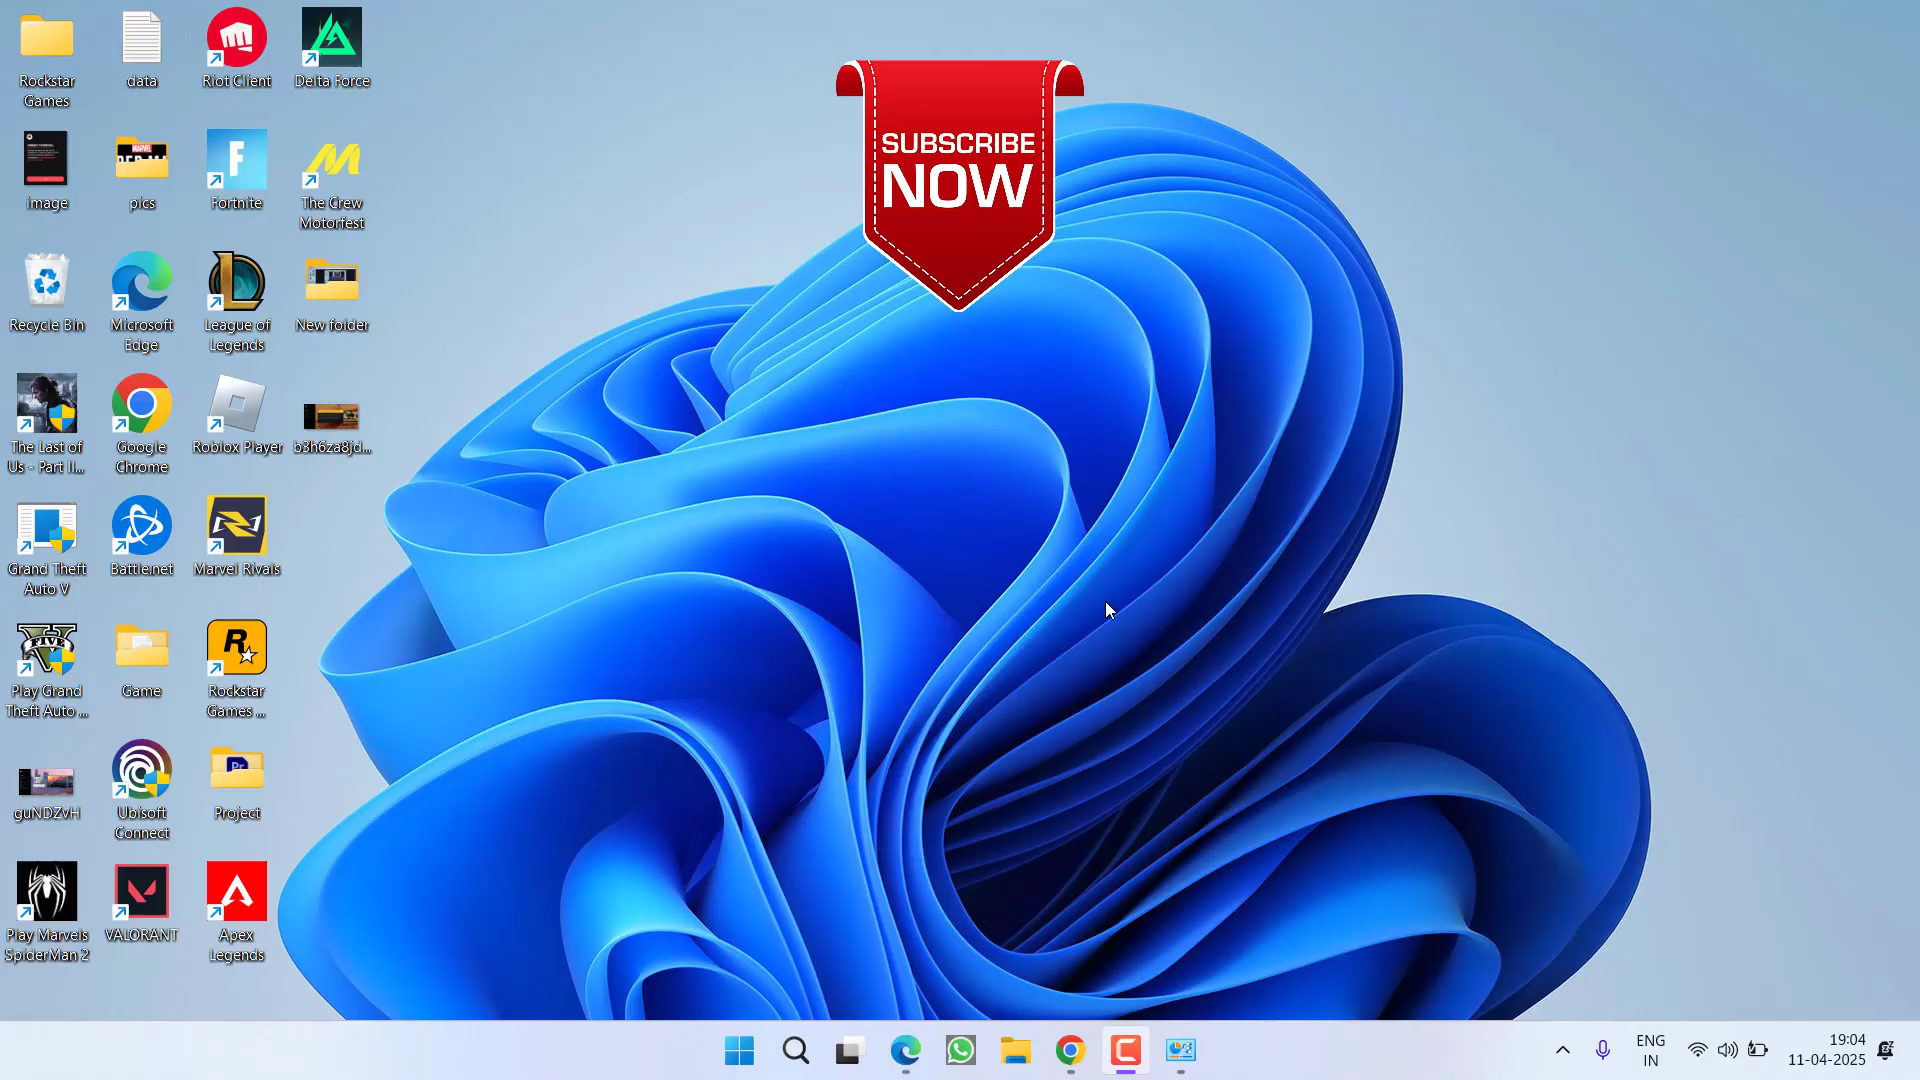 Rockstar
Games
data
Riot Client
Delta Force
image
pics
Fortnite
The Crew
Motorfest
Recycle Bin
Microsoft
Edge
League of
Legends
New folder
The Last of
Us - Part II...
Google
Chrome
Roblox Player
b3h6za8jd...
Grand Theft
Auto V
Battle.net
Marvel Rivals
Play Grand
Theft Auto ...
Game
Rockstar
Games ...
guNDZvH
Ubisoft
Connect
Project
Play Marvels
SpiderMan 2
VALORANT
Apex
Legends
SUBSCRIBE
NOW
ENG
IN
19:04
11-04-2025